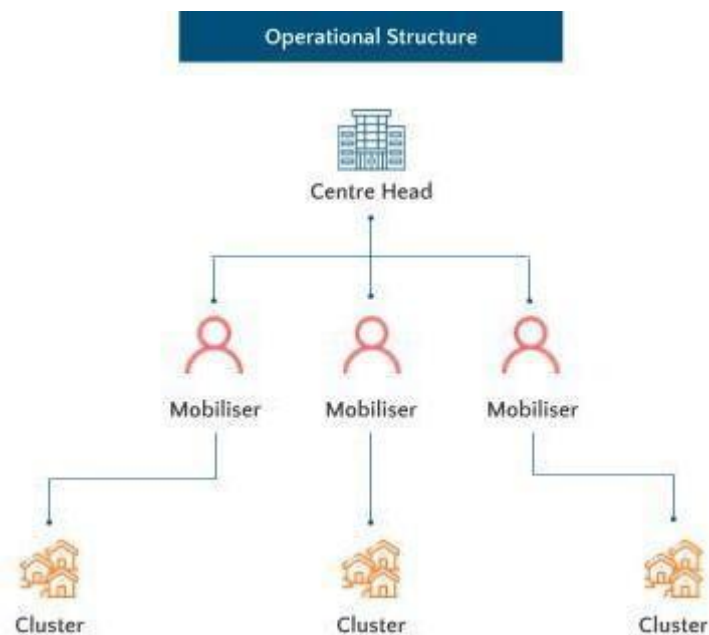 Operational Structure
Centre Head
Mobiliser Mobiliser Mobiliser
Cluster Cluster Cluster